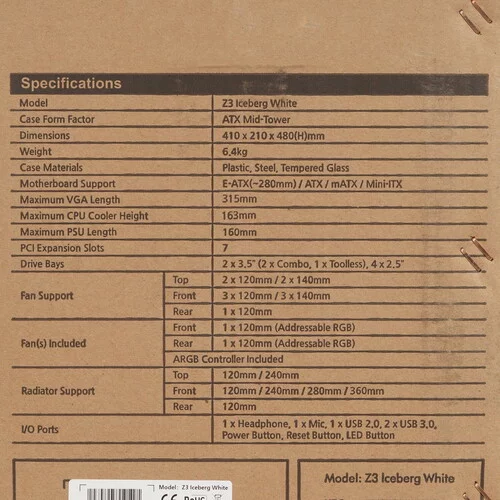 Specifications
Model Z3 Iceberg White
Case Form Factor ATX Mid-Tower
Dimensions 410 x 210 x 480(H)mm
Weight 6.4kg
Case Materials Plastic, Steel, Tempered Glass
Motherboard Support E-ATX(~280mm) / ATX / mATX / Mini-ITX
Maximum VGA Length 315mm
Maximum CPU Cooler Height 163mm
Maximum PSU Length 160mm
PCI Expansion Slots 7
Drive Bays 2 x 3.5" (2 x Combo, 1 x Toolless), 4 x 2.5"
Fan Support Top 2 x 120mm / 2 x 140mm
Front 3 x 120mm / 3 x 140mm
Rear 1 x 120mm
Fan(s) Included Front 1 x 120mm (Addressable RGB)
Rear 1 x 120mm (Addressable RGB)
ARGB Controller Included
Radiator Support Top 120mm / 240mm
Front 120mm / 240mm / 280mm / 360mm
Rear 120mm
I/O Ports 1 x Headphone, 1 x Mic, 1 x USB 2.0, 2 x USB 3.0,
Power Button, Reset Button, LED Button
Model: Z3 Iceberg White
Model: Z3 Iceberg White
CE RoHS